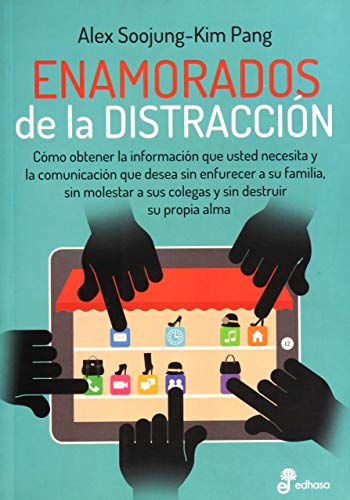 Alex Soojung-Kim Pang
ENAMORADOS
de la DISTRACCIÓN
Cómo obtener la información que usted necesita y
la comunicación que desea sin enfurecer a su familia,
sin molestar a sus colegas y sin destruir
su propia alma
12
edhasa